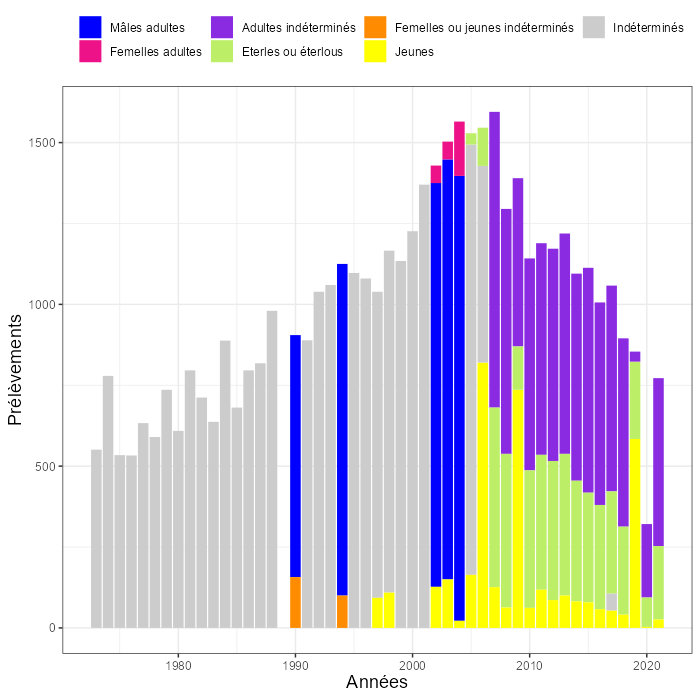 Mâles adultes Adultes indéterminés Femelles ou jeunes indéterminés Indéterminés
Femelles adultes Eterles ou éterlous Jeunes
1500
1000
500
0
Prélèvements
1980 1990 2000 2010 2020
Années